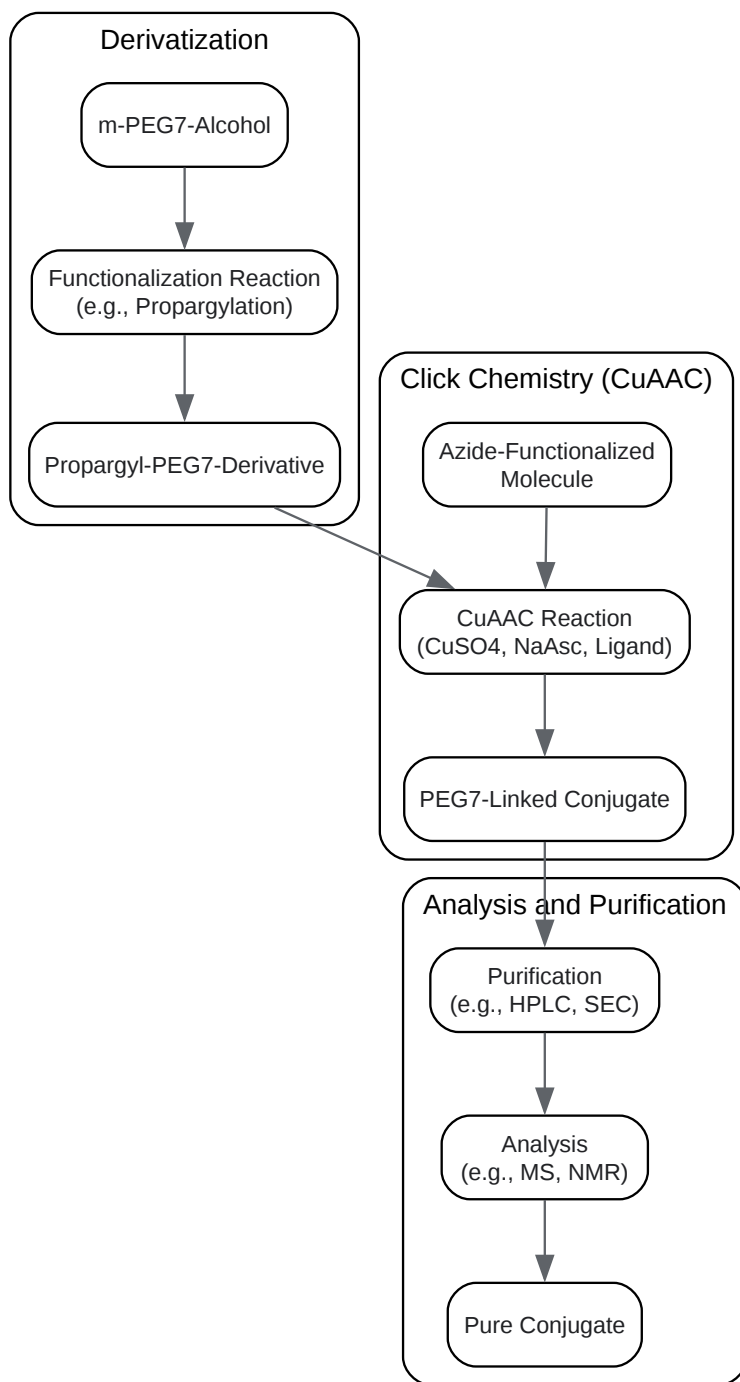 Derivatization
m-PEG7-Alcohol
Functionalization Reaction
(e.g., Propargylation)
Propargyl-PEG7-Derivative
Click Chemistry (CuAAC)
Azide-Functionalized
Molecule
CuAAC Reaction
(CuSO4, NaAsc, Ligand)
PEG7-Linked Conjugate
Analysis and Purification
Purification
(e.g., HPLC, SEC)
Analysis
(e.g., MS, NMR)
Pure Conjugate